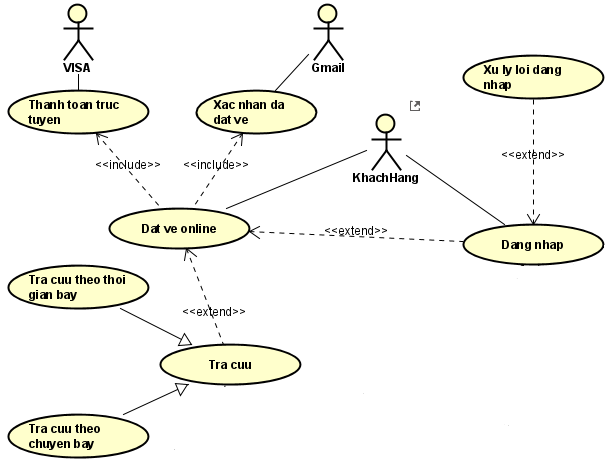 VISA
Gmail
Thanh toan truc
tuyen
Xac nhan da
dat ve
Xu ly loi dang
nhap
<<include>>
<<include>>
<<extend>>
KhachHang
Dat ve online
<<extend>>
Dang nhap
Tra cuu theo thoi
gian bay
<<extend>>
Tra cuu
Tra cuu theo
chuyen bay